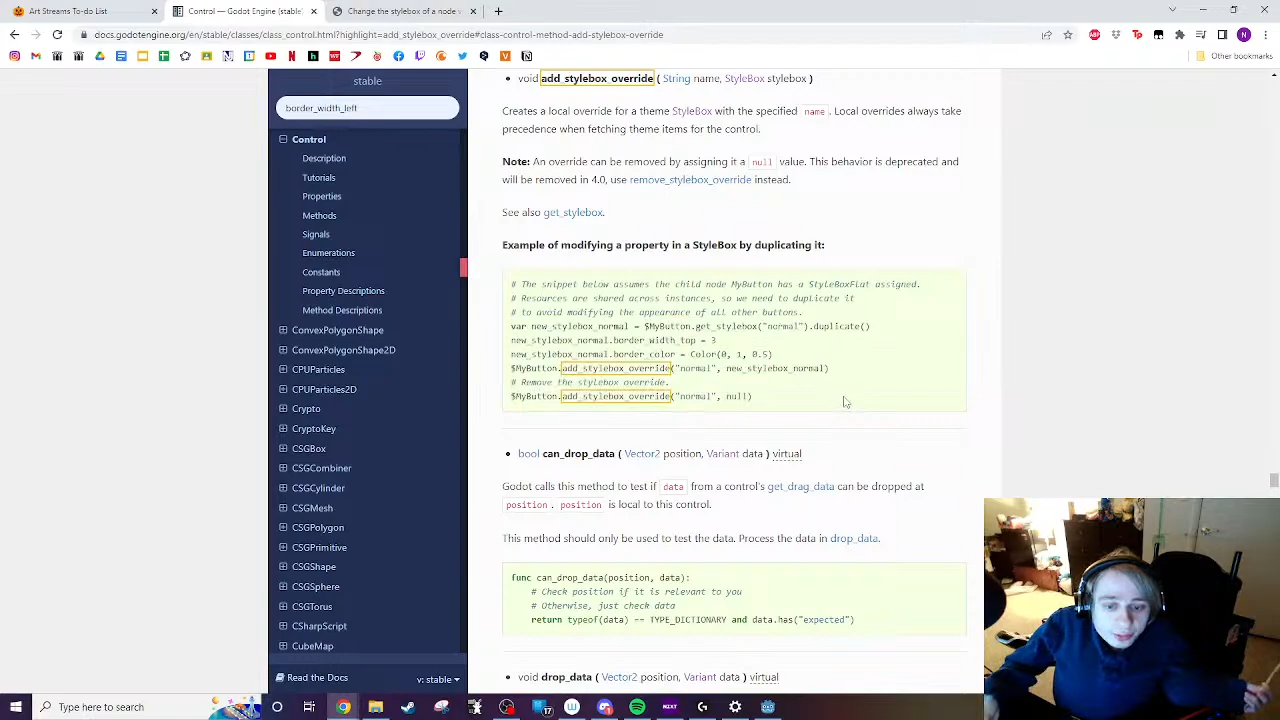 Art Streams To-do List
Control — Godot Engine (stable)
Change the stylebox of a node v
docs.godotengine.org/en/stable/classes/class_control.html?highlight=add_stylebox_override#class-control-method-add-stylebox-override
Other bookmarks
stable
border_width_left
Control
Description
Tutorials
Properties
Methods
Signals
Enumerations
Constants
Property Descriptions
Method Descriptions
ConvexPolygonShape
ConvexPolygonShape2D
CPUParticles
CPUParticles2D
Crypto
CryptoKey
CSGBox
CSGCombiner
CSGCylinder
CSGMesh
CSGPolygon
CSGPrimitive
CSGShape
CSGSphere
CSGTorus
CSharpScript
CubeMap
Read the Docs
v: stable
void add_stylebox_override ( String name, StyleBox stylebox )
Creates a local override for a theme StyleBox with the specified name. Local overrides always take
precedence when fetching theme items for the control.
Note: An override can be removed by assigning it a null value. This behavior is deprecated and
will be removed in 4.0, use remove_stylebox_override instead.
See also get_stylebox.
Example of modifying a property in a StyleBox by duplicating it:
# The snippet below assumes the child node MyButton has a StyleBoxFlat assigned.
# Resources are shared across instances, so we need to duplicate it
# to avoid modifying the appearance of all other buttons.
var new_stylebox_normal = $MyButton.get_stylebox("normal").duplicate()
new_stylebox_normal.border_width_top = 3
new_stylebox_normal.border_color = Color(0, 1, 0.5)
$MyButton.add_stylebox_override("normal", new_stylebox_normal)
# Remove the stylebox override.
$MyButton.add_stylebox_override("normal", null)
bool can_drop_data ( Vector2 position, Variant data ) virtual
Godot calls this method to test if data from a control's get_drag_data can be dropped at
position . position is local to this control.
This method should only be used to test the data. Process the data in drop_data.
func can_drop_data(position, data):
# Check position if it is relevant to you
# Otherwise, just check data
return typeof(data) == TYPE_DICTIONARY and data.has("expected")
void drop_data ( Vector2 position, Variant data ) virtual
Type here to search